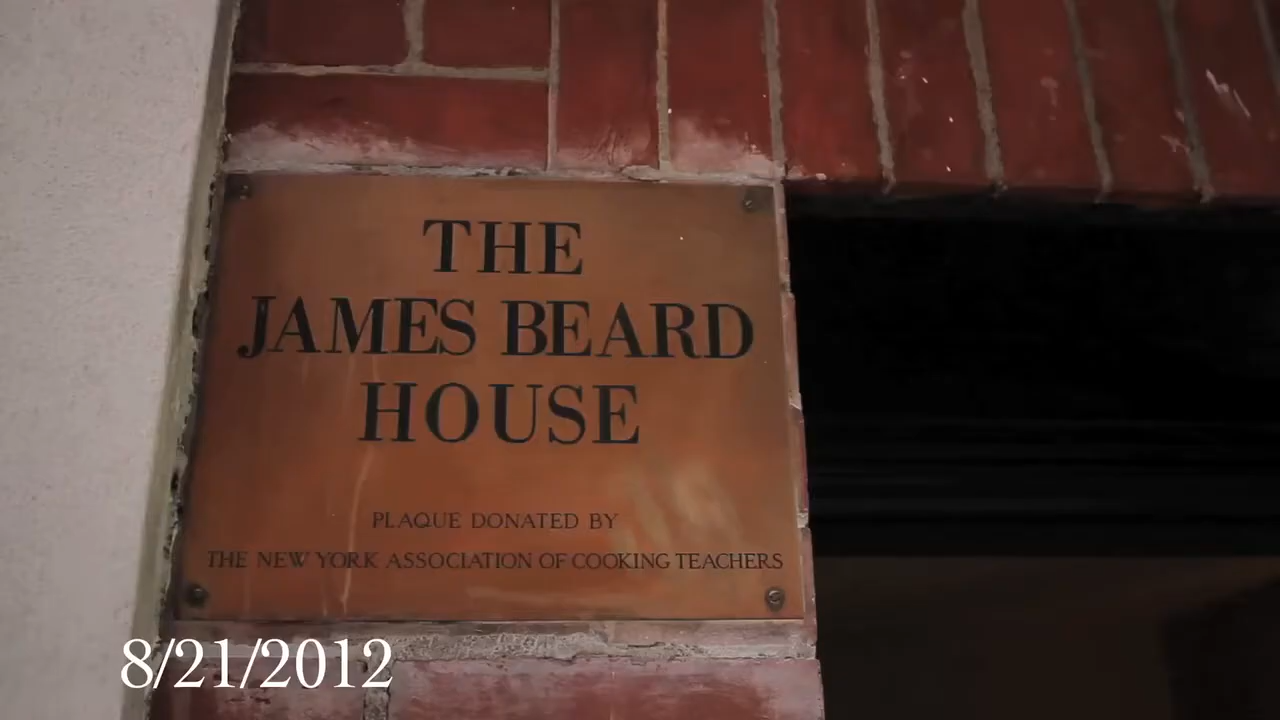 THE
JAMES BEARD
HOUSE
PLAQUE DONATED BY
THE NEW YORK ASSOCIATION OF COOKING TEACHERS
8/21/2012